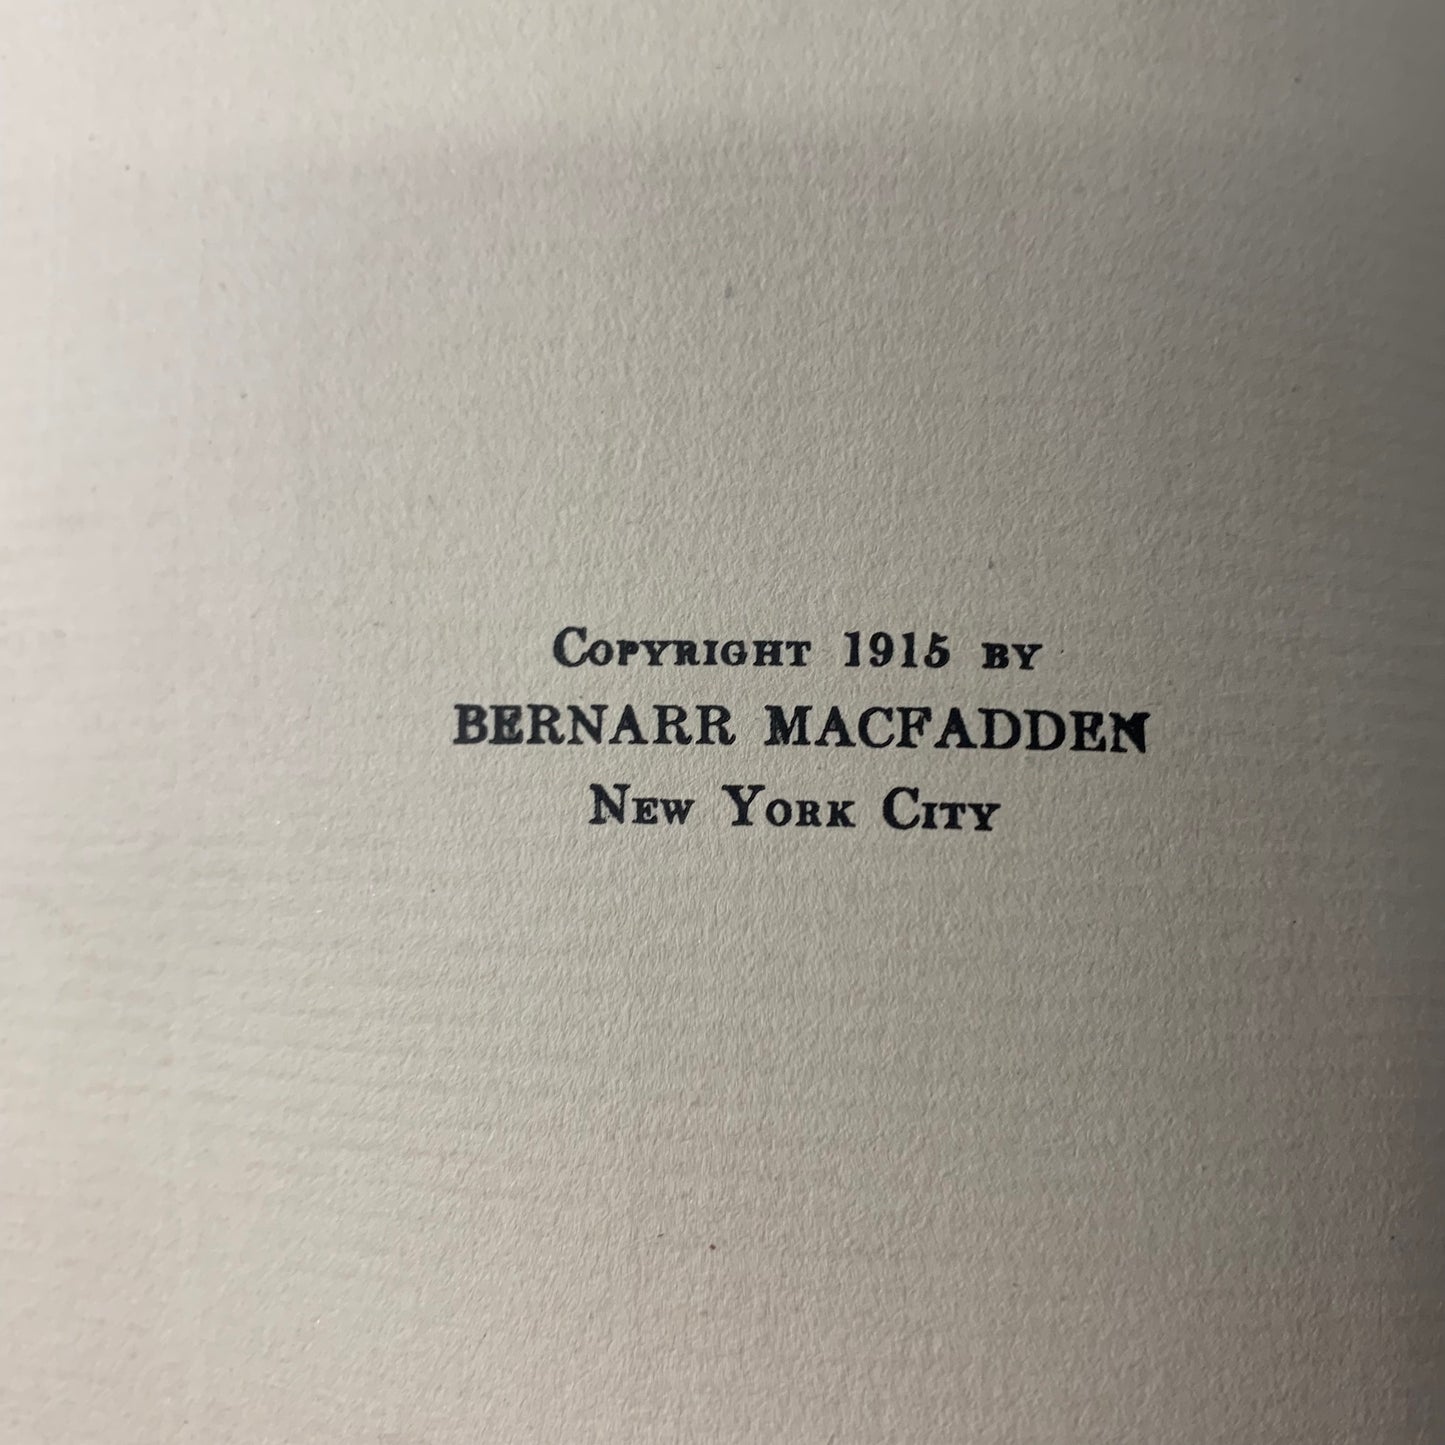 Copyright 1915 by
BERNARR MACFADDEN
New York City